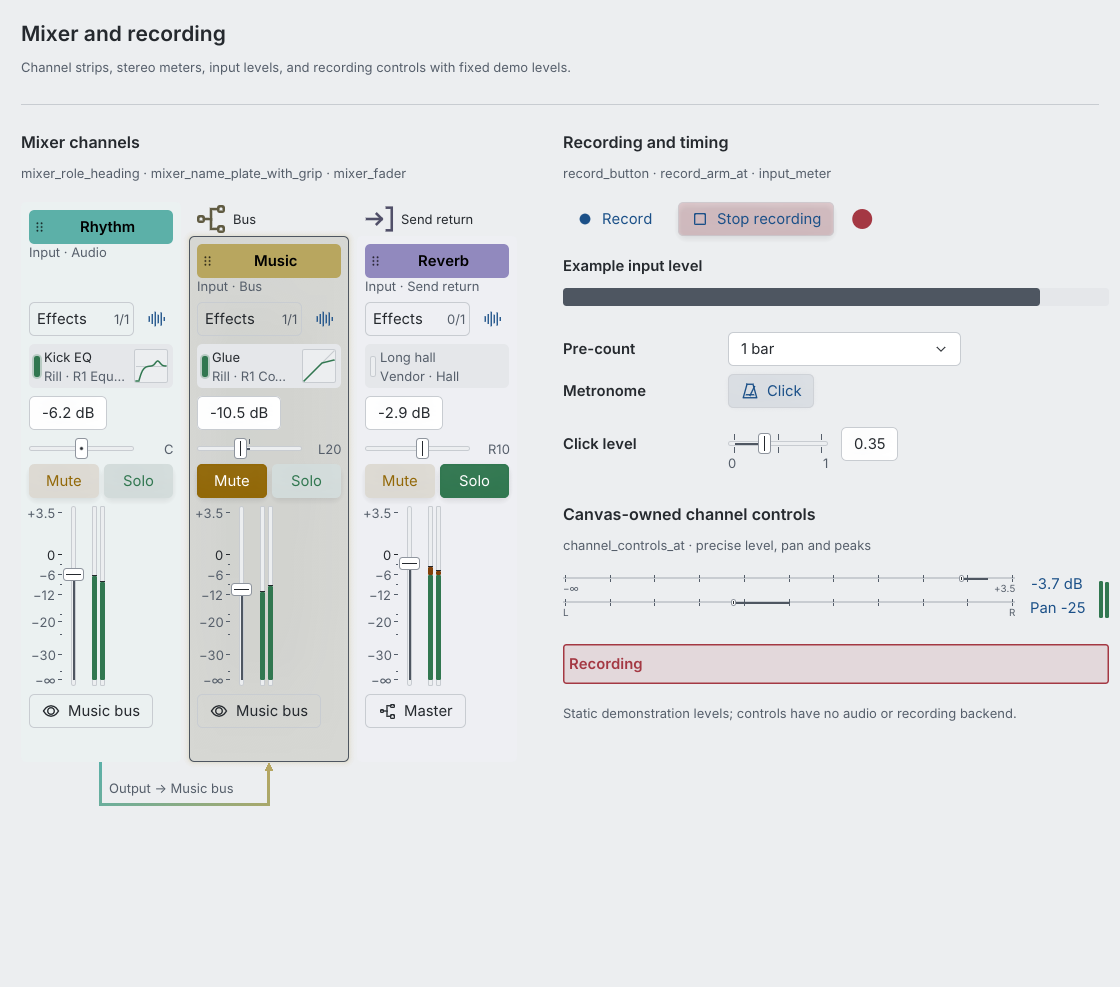 Mixer and recording
Channel strips, stereo meters, input levels, and recording controls with fixed demo levels.
Mixer channels
mixer_role_heading · mixer_name_plate_with_grip · mixer_fader
Rhythm
Input · Audio
Effects 1/1
Kick EQ
Rill · R1 Equ...
-6.2 dB
C
Mute Solo
+3.5
0
−6
−12
−20
−30
−∞
Music bus
Bus
Music
Input · Bus
Effects 1/1
Glue
Rill · R1 Co...
-10.5 dB
L20
Mute Solo
+3.5
0
−6
−12
−20
−30
−∞
Music bus
Send return
Reverb
Input · Send return
Effects 0/1
Long hall
Vendor · Hall
-2.9 dB
R10
Mute Solo
+3.5
0
−6
−12
−20
−30
−∞
Master
Output → Music bus
Recording and timing
record_button · record_arm_at · input_meter
Record Stop recording
Example input level
Pre-count 1 bar
Metronome Click
Click level 0.35
0 1
Canvas-owned channel controls
channel_controls_at · precise level, pan and peaks
−∞ +3.5 -3.7 dB
L R Pan -25
Recording
Static demonstration levels; controls have no audio or recording backend.